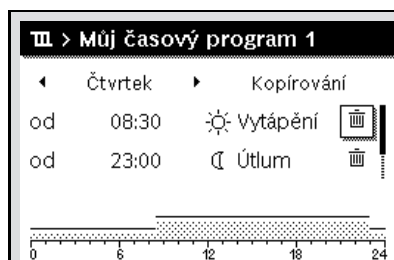 > Můj časový program 1
Čtvrtek Kopírování
od 08:30 Vytápění
od 23:00 Útlum
0 6 12 18 24